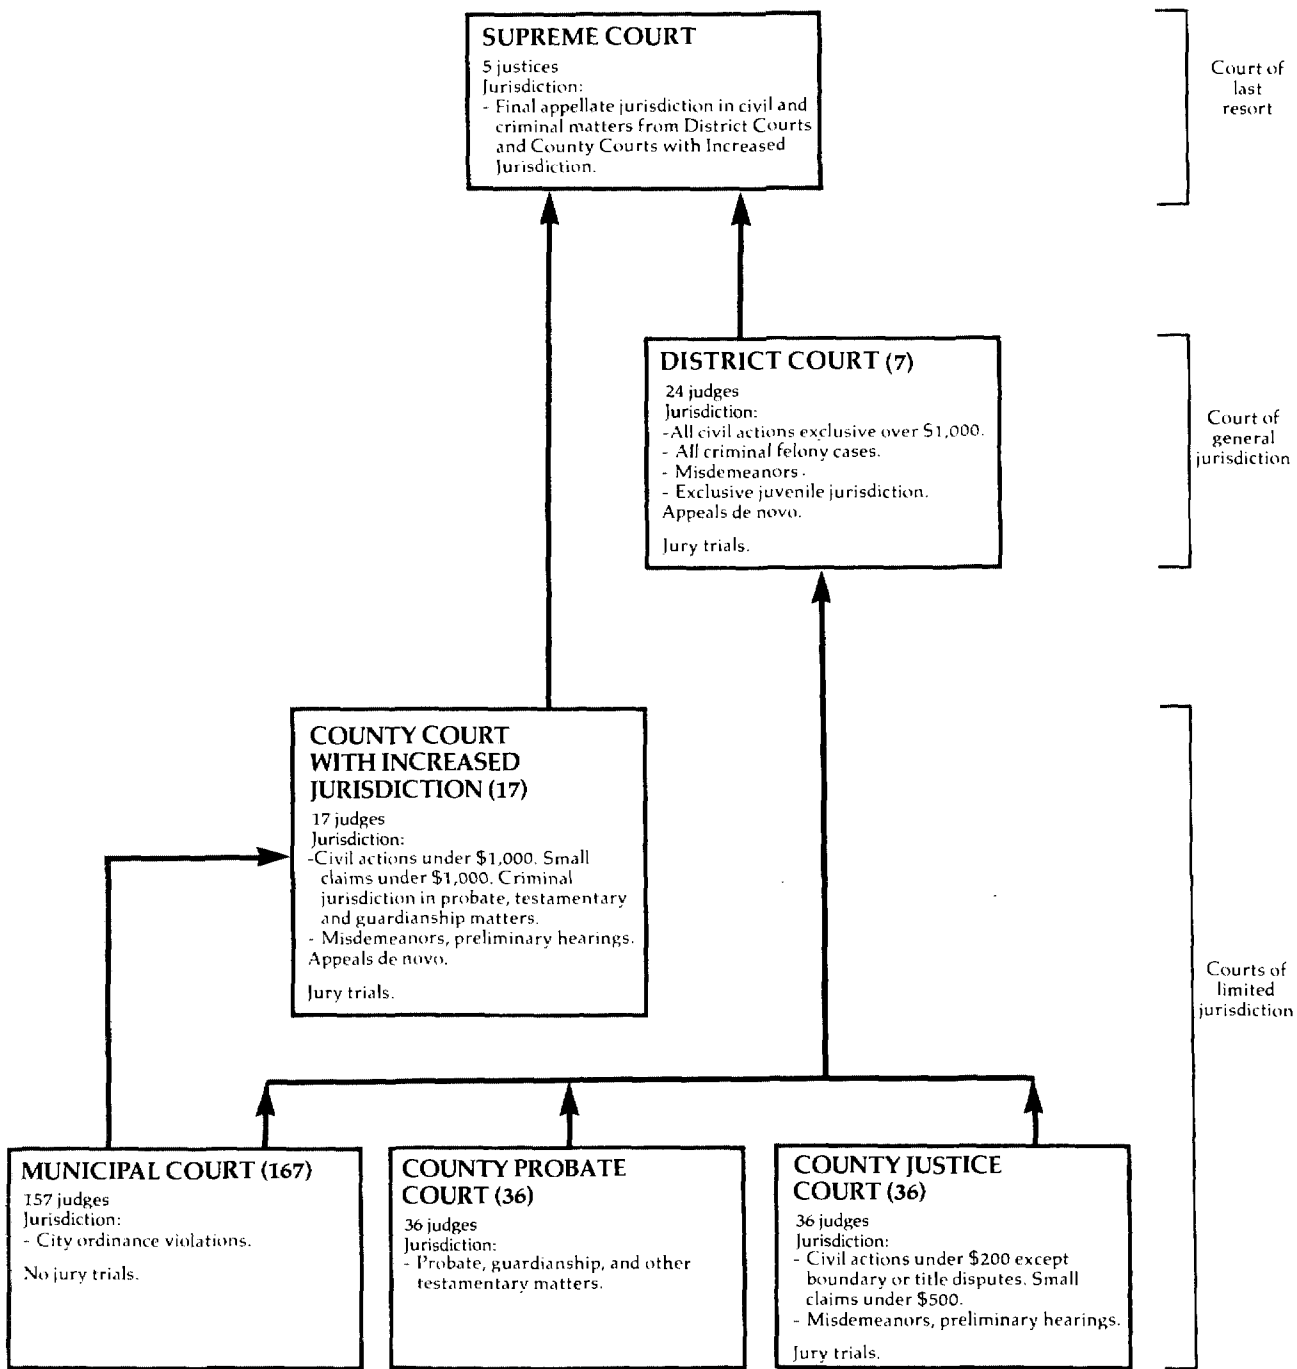 SUPREME COURT
5 justices
Jurisdiction:
- Final appellate jurisdiction in civil and
criminal matters from District Courts
and County Courts with Increased
Jurisdiction.
Court of
last
resort
DISTRICT COURT (7)
24 judges
Jurisdiction:
-All civil actions exclusive over $1,000.
- All criminal felony cases.
- Misdemeanors.
- Exclusive juvenile jurisdiction.
Appeals de novo.
Jury trials.
Court of
general
jurisdiction
COUNTY COURT
WITH INCREASED
JURISDICTION (17)
17 judges
Jurisdiction:
-Civil actions under $1,000. Small
claims under $1,000. Criminal
jurisdiction in probate, testamentary
and guardianship matters.
- Misdemeanors, preliminary hearings.
Appeals de novo.
Jury trials.
Courts of
limited
jurisdiction
MUNICIPAL COURT (167)
157 judges
Jurisdiction:
- City ordinance violations.
No jury trials.
COUNTY PROBATE
COURT (36)
36 judges
Jurisdiction:
- Probate, guardianship, and other
testamentary matters.
COUNTY JUSTICE
COURT (36)
36 judges
Jurisdiction:
- Civil actions under $200 except
boundary or title disputes. Small
claims under $500.
- Misdemeanors, preliminary hearings.
Jury trials.